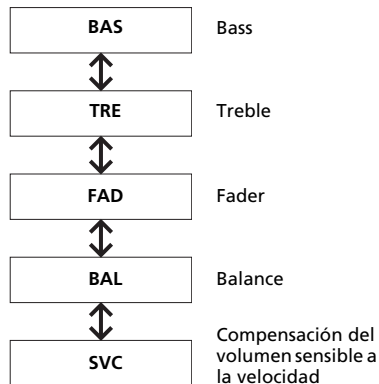 BAS Bass
TRE Treble
FAD Fader
BAL Balance
SVC Compensación del
volumen sensible a
la velocidad